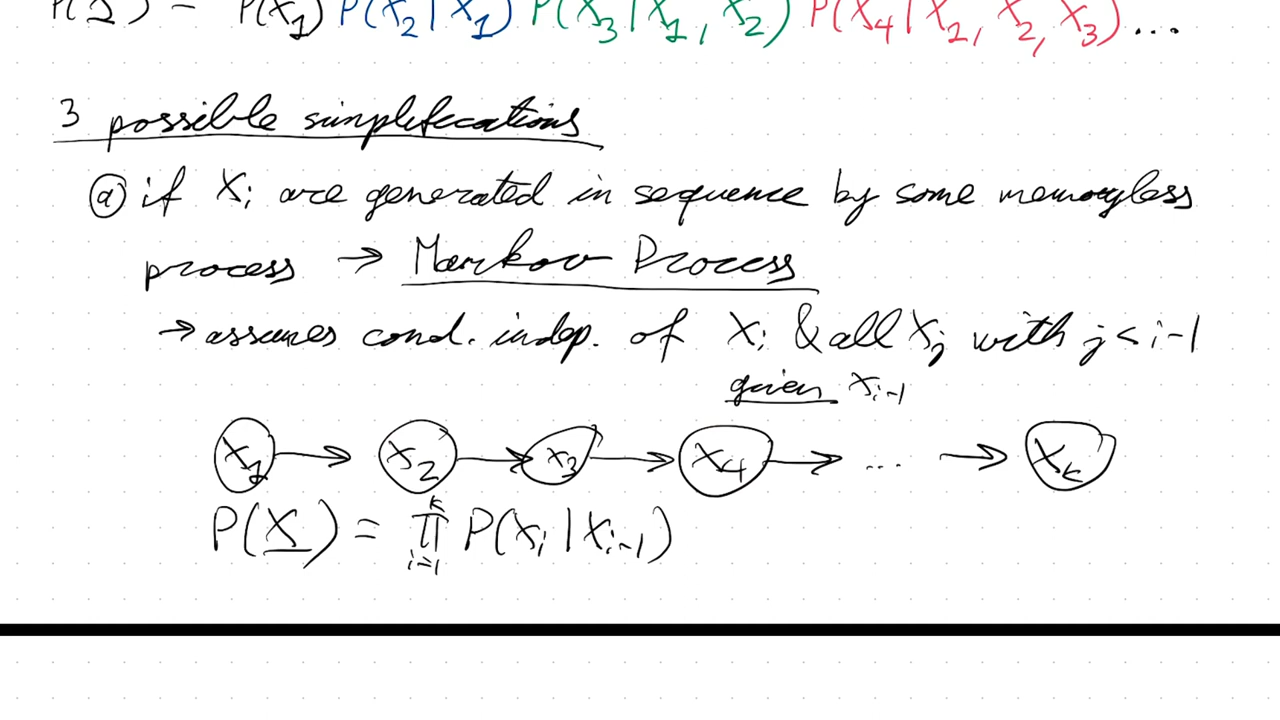 P(X) = P(X₁) P(X₂ | X₁) P(X₃ | X₁, X₂) P(X₄ | X₁, X₂, X₃) ...
3 possible simplifications
ⓐ if Xᵢ are generated in sequence by some memoryless
process → Markov Process
→ assumes cond. indep. of Xᵢ & all Xⱼ with j < i-1
given Xᵢ₋₁
X₁ → X₂ → X₃ → X₄ → ... → Xₖ
P(X) = ∏ᵢ₌₁ᵏ P(Xᵢ | Xᵢ₋₁)